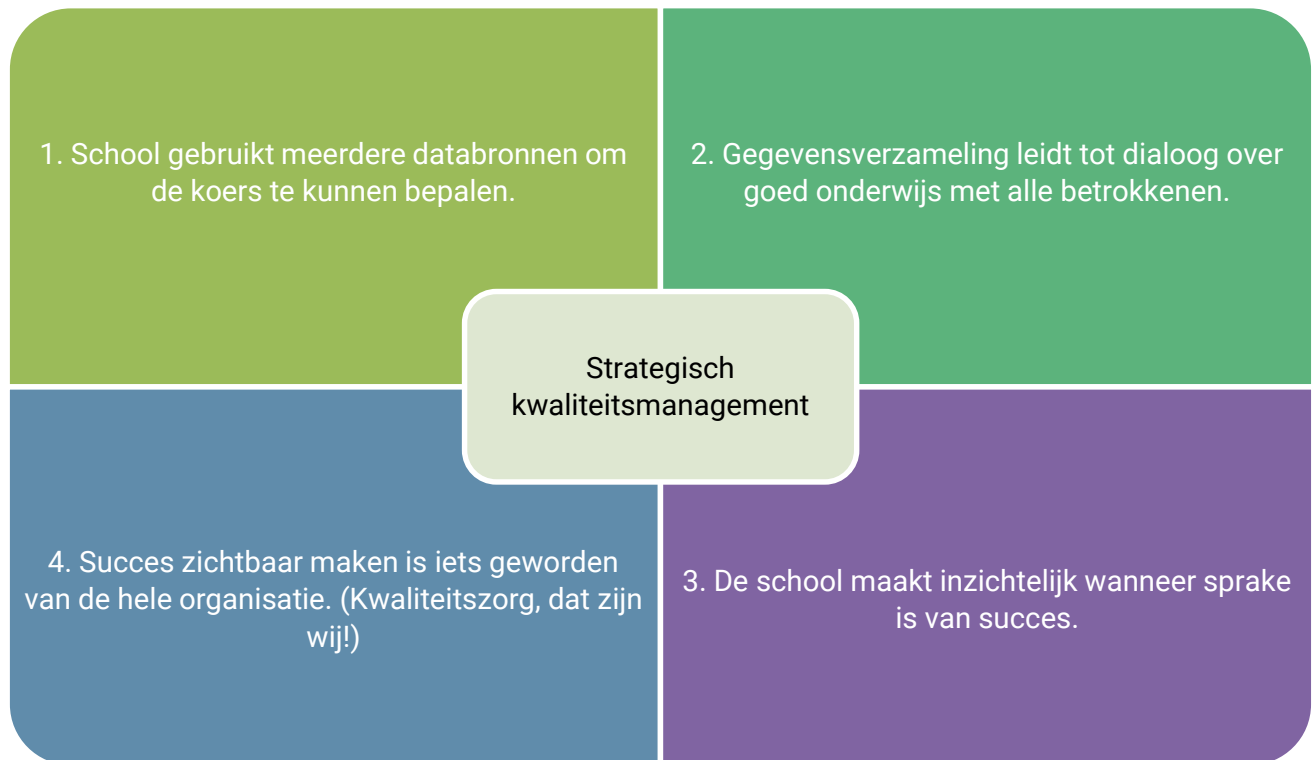 1. School gebruikt meerdere databronnen om
de koers te kunnen bepalen.
2. Gegevensverzameling leidt tot dialoog over
goed onderwijs met alle betrokkenen.
Strategisch
kwaliteitsmanagement
4. Succes zichtbaar maken is iets geworden
van de hele organisatie. (Kwaliteitszorg, dat zijn
wij!)
3. De school maakt inzichtelijk wanneer sprake
is van succes.